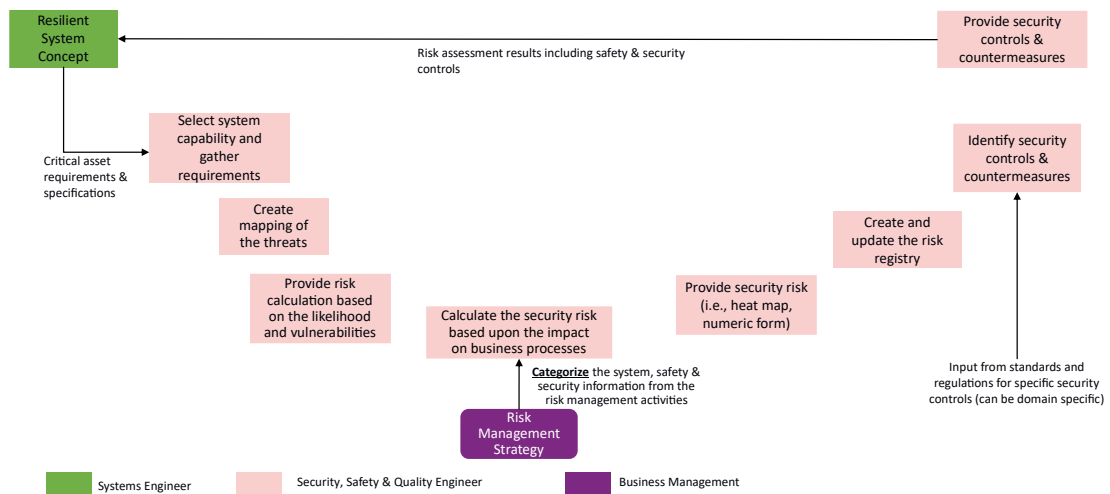 Resilient
System
Concept
Provide security
controls &
countermeasures
Risk assessment results including safety & security
controls
Select system
capability and
gather
requirements
Identify security
controls &
countermeasures
Critical asset
requirements &
specifications
Create
mapping of
the threats
Create and
update the risk
registry
Provide risk
calculation based
on the likelihood
and vulnerabilities
Provide security risk
(i.e., heat map,
numeric form)
Calculate the security risk
based upon the impact
on business processes
Categorize the system, safety &
security information from the
risk management activities
Input from standards and
regulations for specific security
controls (can be domain specific)
Risk
Management
Strategy
Systems Engineer
Security, Safety & Quality Engineer
Business Management